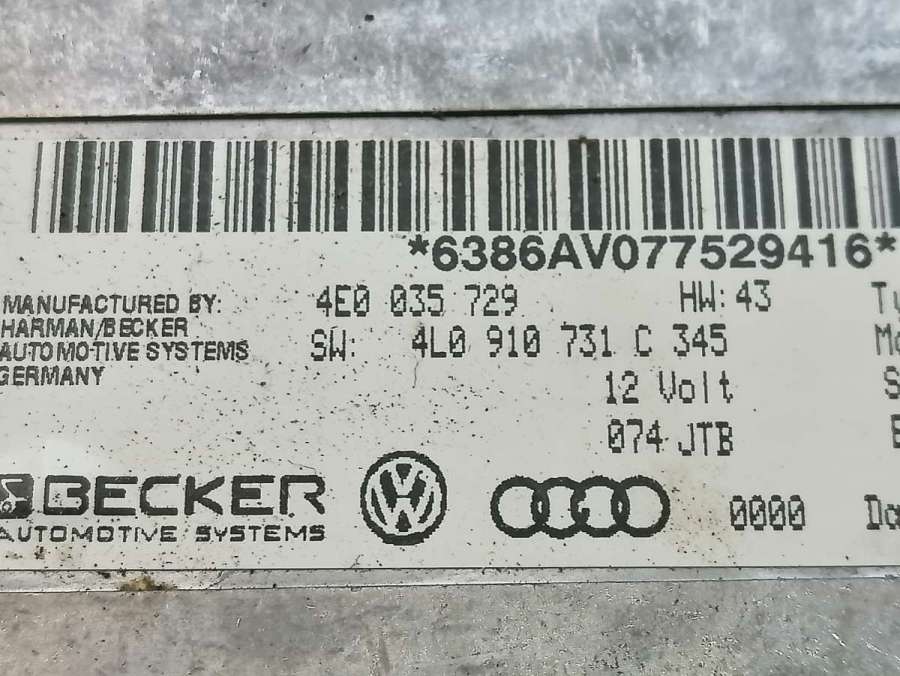 *6386AV077529416*
MANUFACTURED BY:
HARMAN/BECKER
AUTOMOTIVE SYSTEMS
GERMANY
4E0 035 729 HW: 43
SW: 4L0 910 731 C 345
12 Volt
074 JTB
BECKER
AUTOMOTIVE SYSTEMS
VW
0000